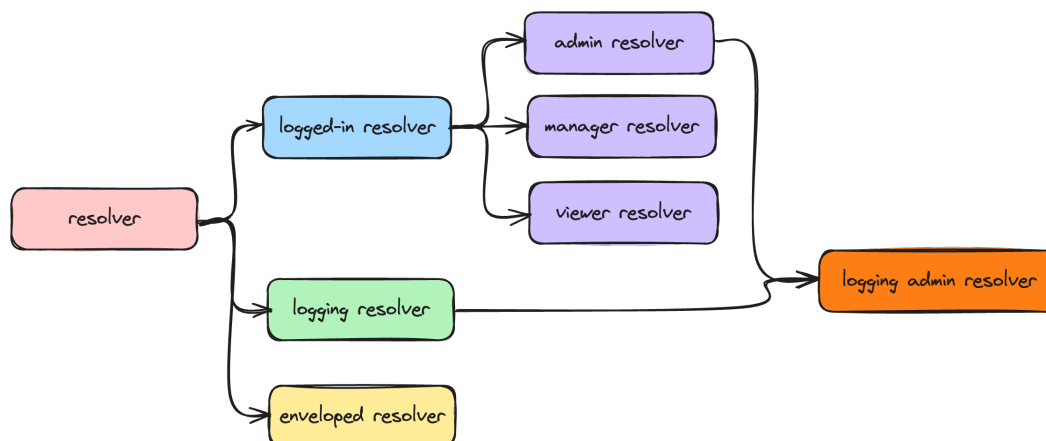 admin resolver
logged-in resolver
manager resolver
viewer resolver
resolver
logging admin resolver
logging resolver
enveloped resolver